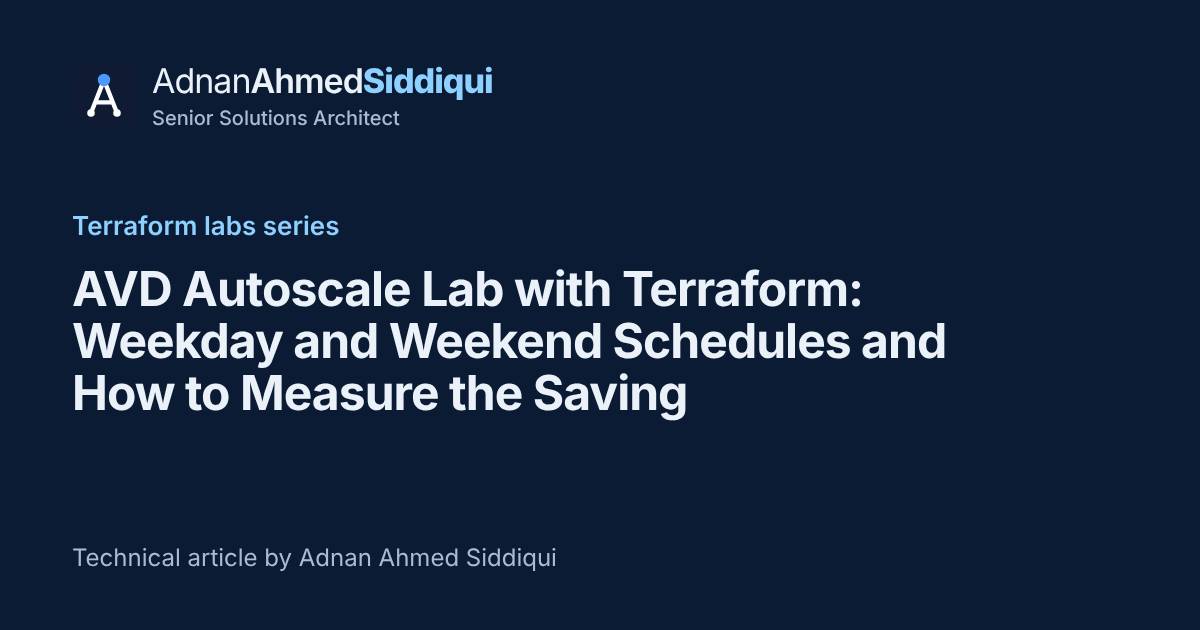 AdnanAhmedSiddiqui
Senior Solutions Architect
Terraform labs series
AVD Autoscale Lab with Terraform:
Weekday and Weekend Schedules and
How to Measure the Saving
Technical article by Adnan Ahmed Siddiqui